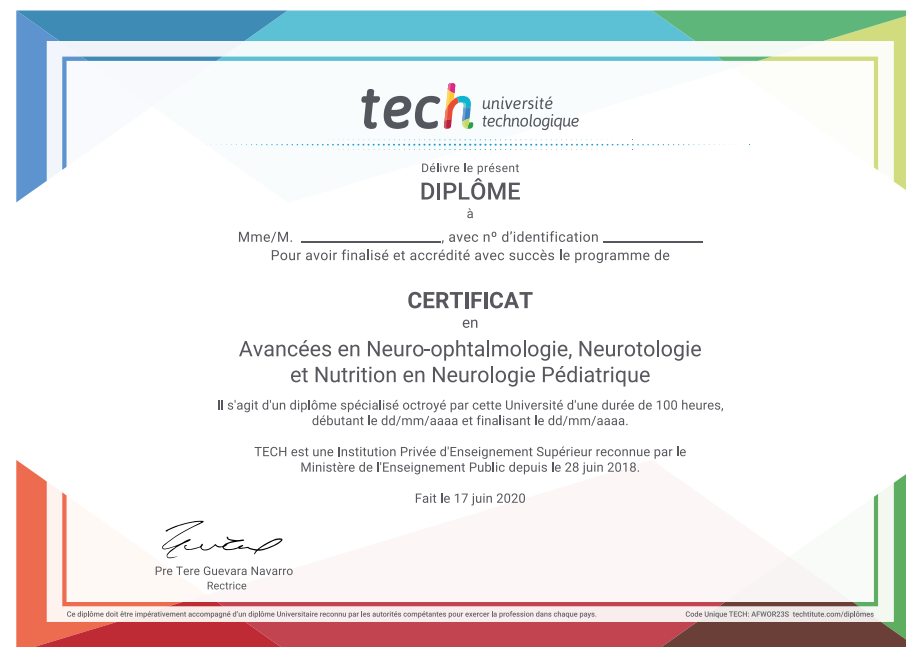 tech université
technologique
Délivre le présent
DIPLÔME
à
Mme/M. ____________________, avec nº d'identification ______________
Pour avoir finalisé et accrédité avec succès le programme de
CERTIFICAT
en
Avancées en Neuro-ophtalmologie, Neurotologie
et Nutrition en Neurologie Pédiatrique
Il s'agit d'un diplôme spécialisé octroyé par cette Université d'une durée de 100 heures,
débutant le dd/mm/aaaa et finalisant le dd/mm/aaaa.
TECH est une Institution Privée d'Enseignement Supérieur reconnue par le
Ministère de l'Enseignement Public depuis le 28 juin 2018.
Fait le 17 juin 2020
Pre Tere Guevara Navarro
Rectrice
Ce diplôme doit être impérativement accompagné d'un diplôme Universitaire reconnu par les autorités compétantes pour exercer la profession dans chaque pays.
Code Unique TECH: AFWOR23S techtitute.com/diplômes